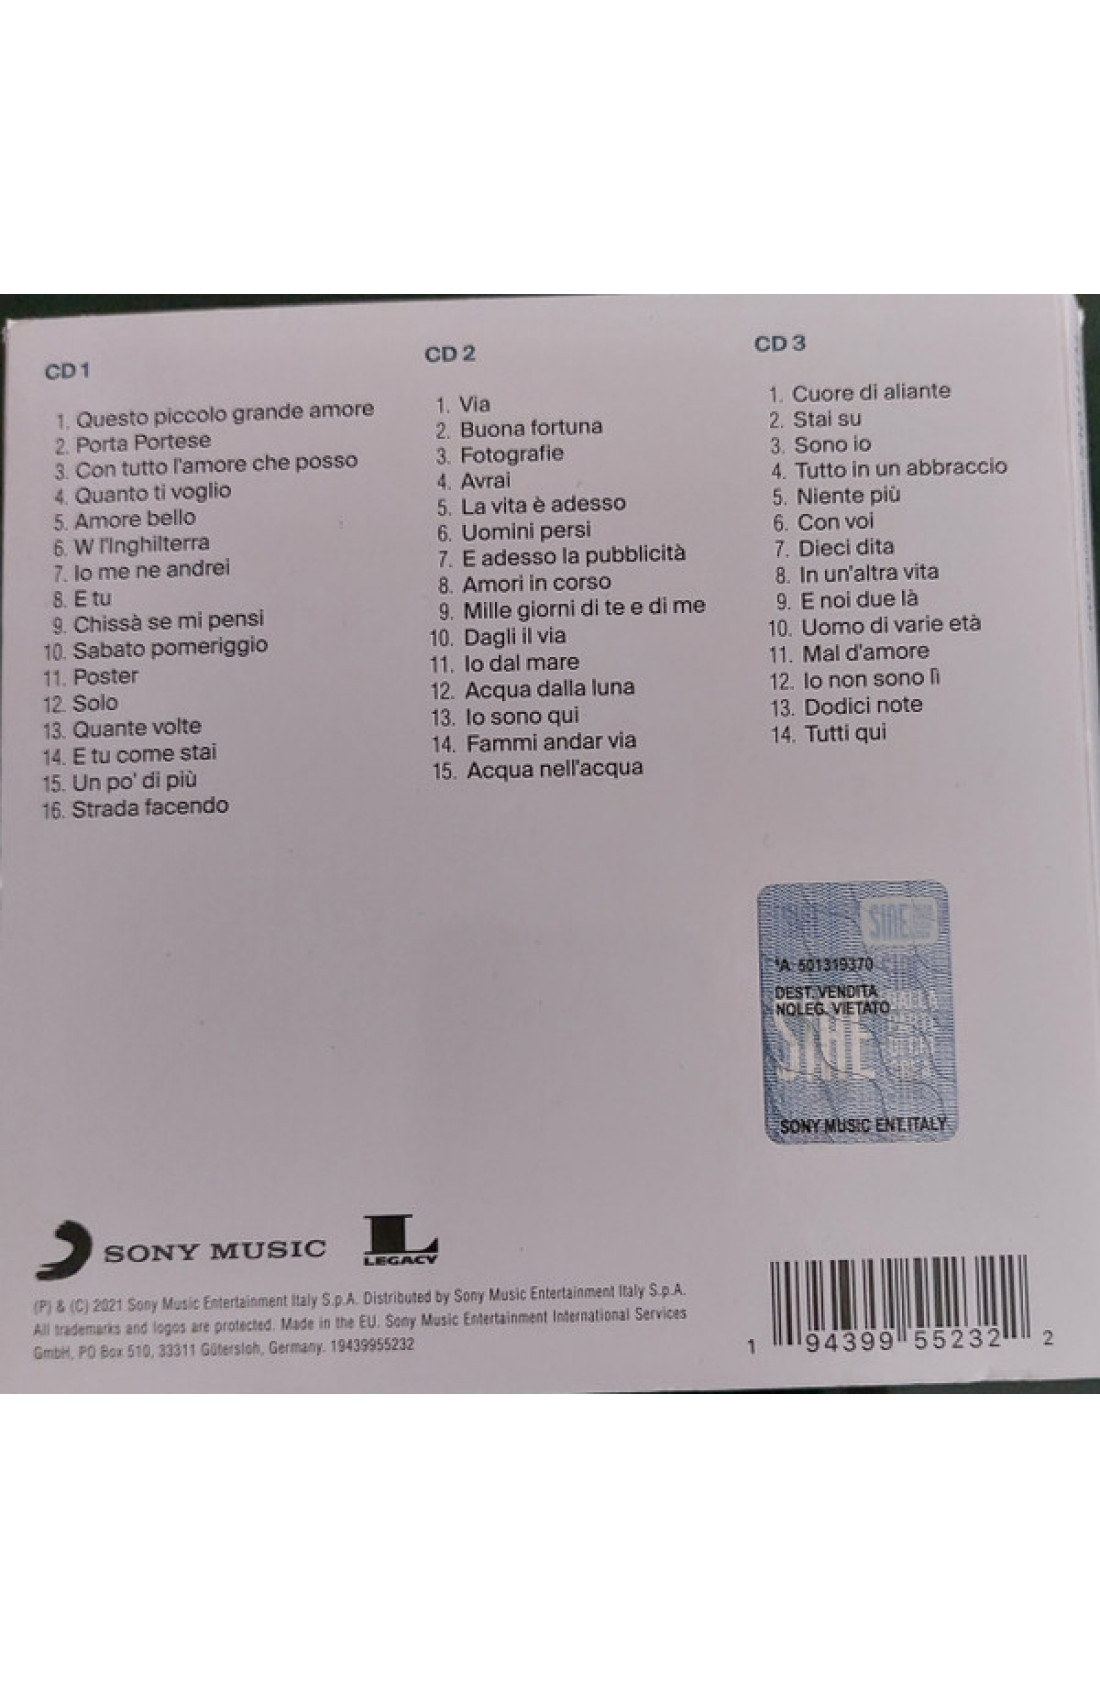 CD 1
1. Questo piccolo grande amore
2. Porta Portese
3. Con tutto l'amore che posso
4. Quanto ti voglio
5. Amore bello
6. W l'Inghilterra
7. Io me ne andrei
8. E tu
9. Chissà se mi pensi
10. Sabato pomeriggio
11. Poster
12. Solo
13. Quante volte
14. E tu come stai
15. Un po' di più
16. Strada facendo
CD 2
1. Via
2. Buona fortuna
3. Fotografie
4. Avrai
5. La vita è adesso
6. Uomini persi
7. E adesso la pubblicità
8. Amori in corso
9. Mille giorni di te e di me
10. Dagli il via
11. Io dal mare
12. Acqua dalla luna
13. Io sono qui
14. Fammi andar via
15. Acqua nell'acqua
CD 3
1. Cuore di aliante
2. Stai su
3. Sono io
4. Tutto in un abbraccio
5. Niente più
6. Con voi
7. Dieci dita
8. In un'altra vita
9. E noi due là
10. Uomo di varie età
11. Mal d'amore
12. Io non sono lì
13. Dodici note
14. Tutti qui
SIAE
*A 501319370
DEST. VENDITA
NOLEG. VIETATO
SIAE
SONY MUSIC ENT.ITALY
SONY MUSIC
L
LEGACY
(P) & (C) 2021 Sony Music Entertainment Italy S.p.A. Distributed by Sony Music Entertainment Italy S.p.A.
All trademarks and logos are protected. Made in the EU. Sony Music Entertainment International Services
GmbH, PO Box 510, 33311 Gütersloh, Germany. 19439955232
1 94399 55232 2